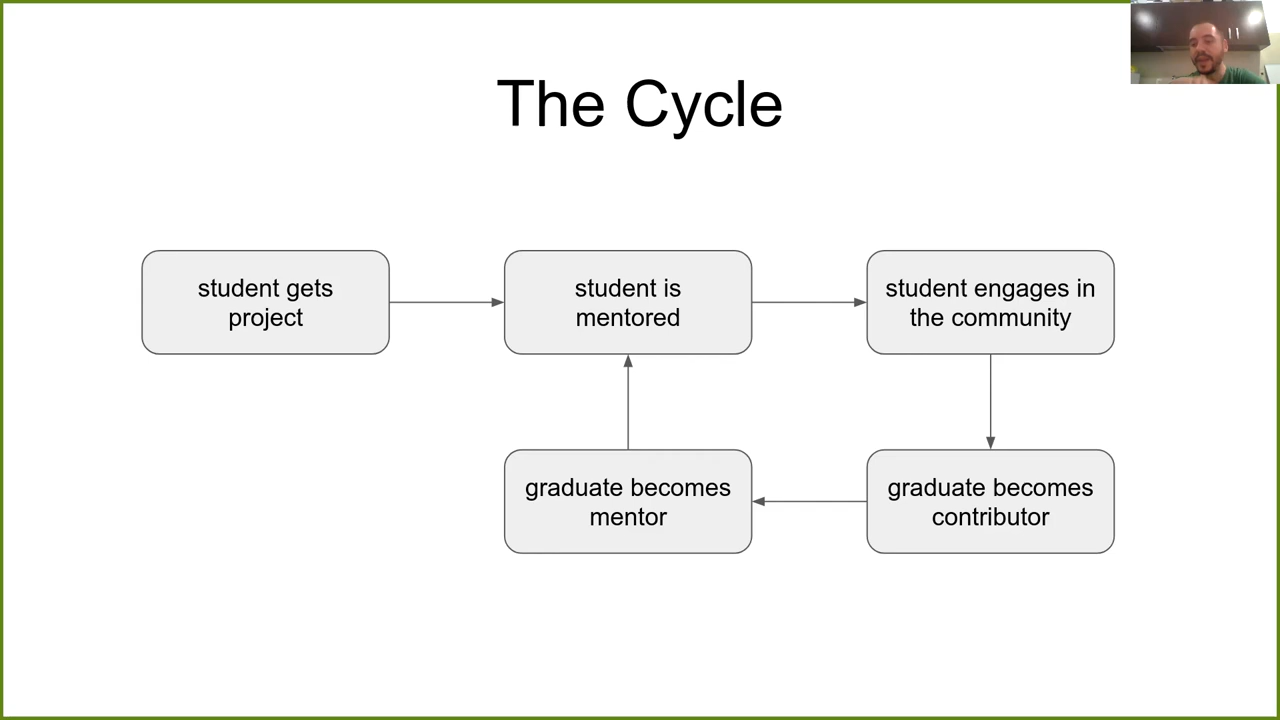 The Cycle
student gets
project
student is
mentored
student engages in
the community
graduate becomes
mentor
graduate becomes
contributor